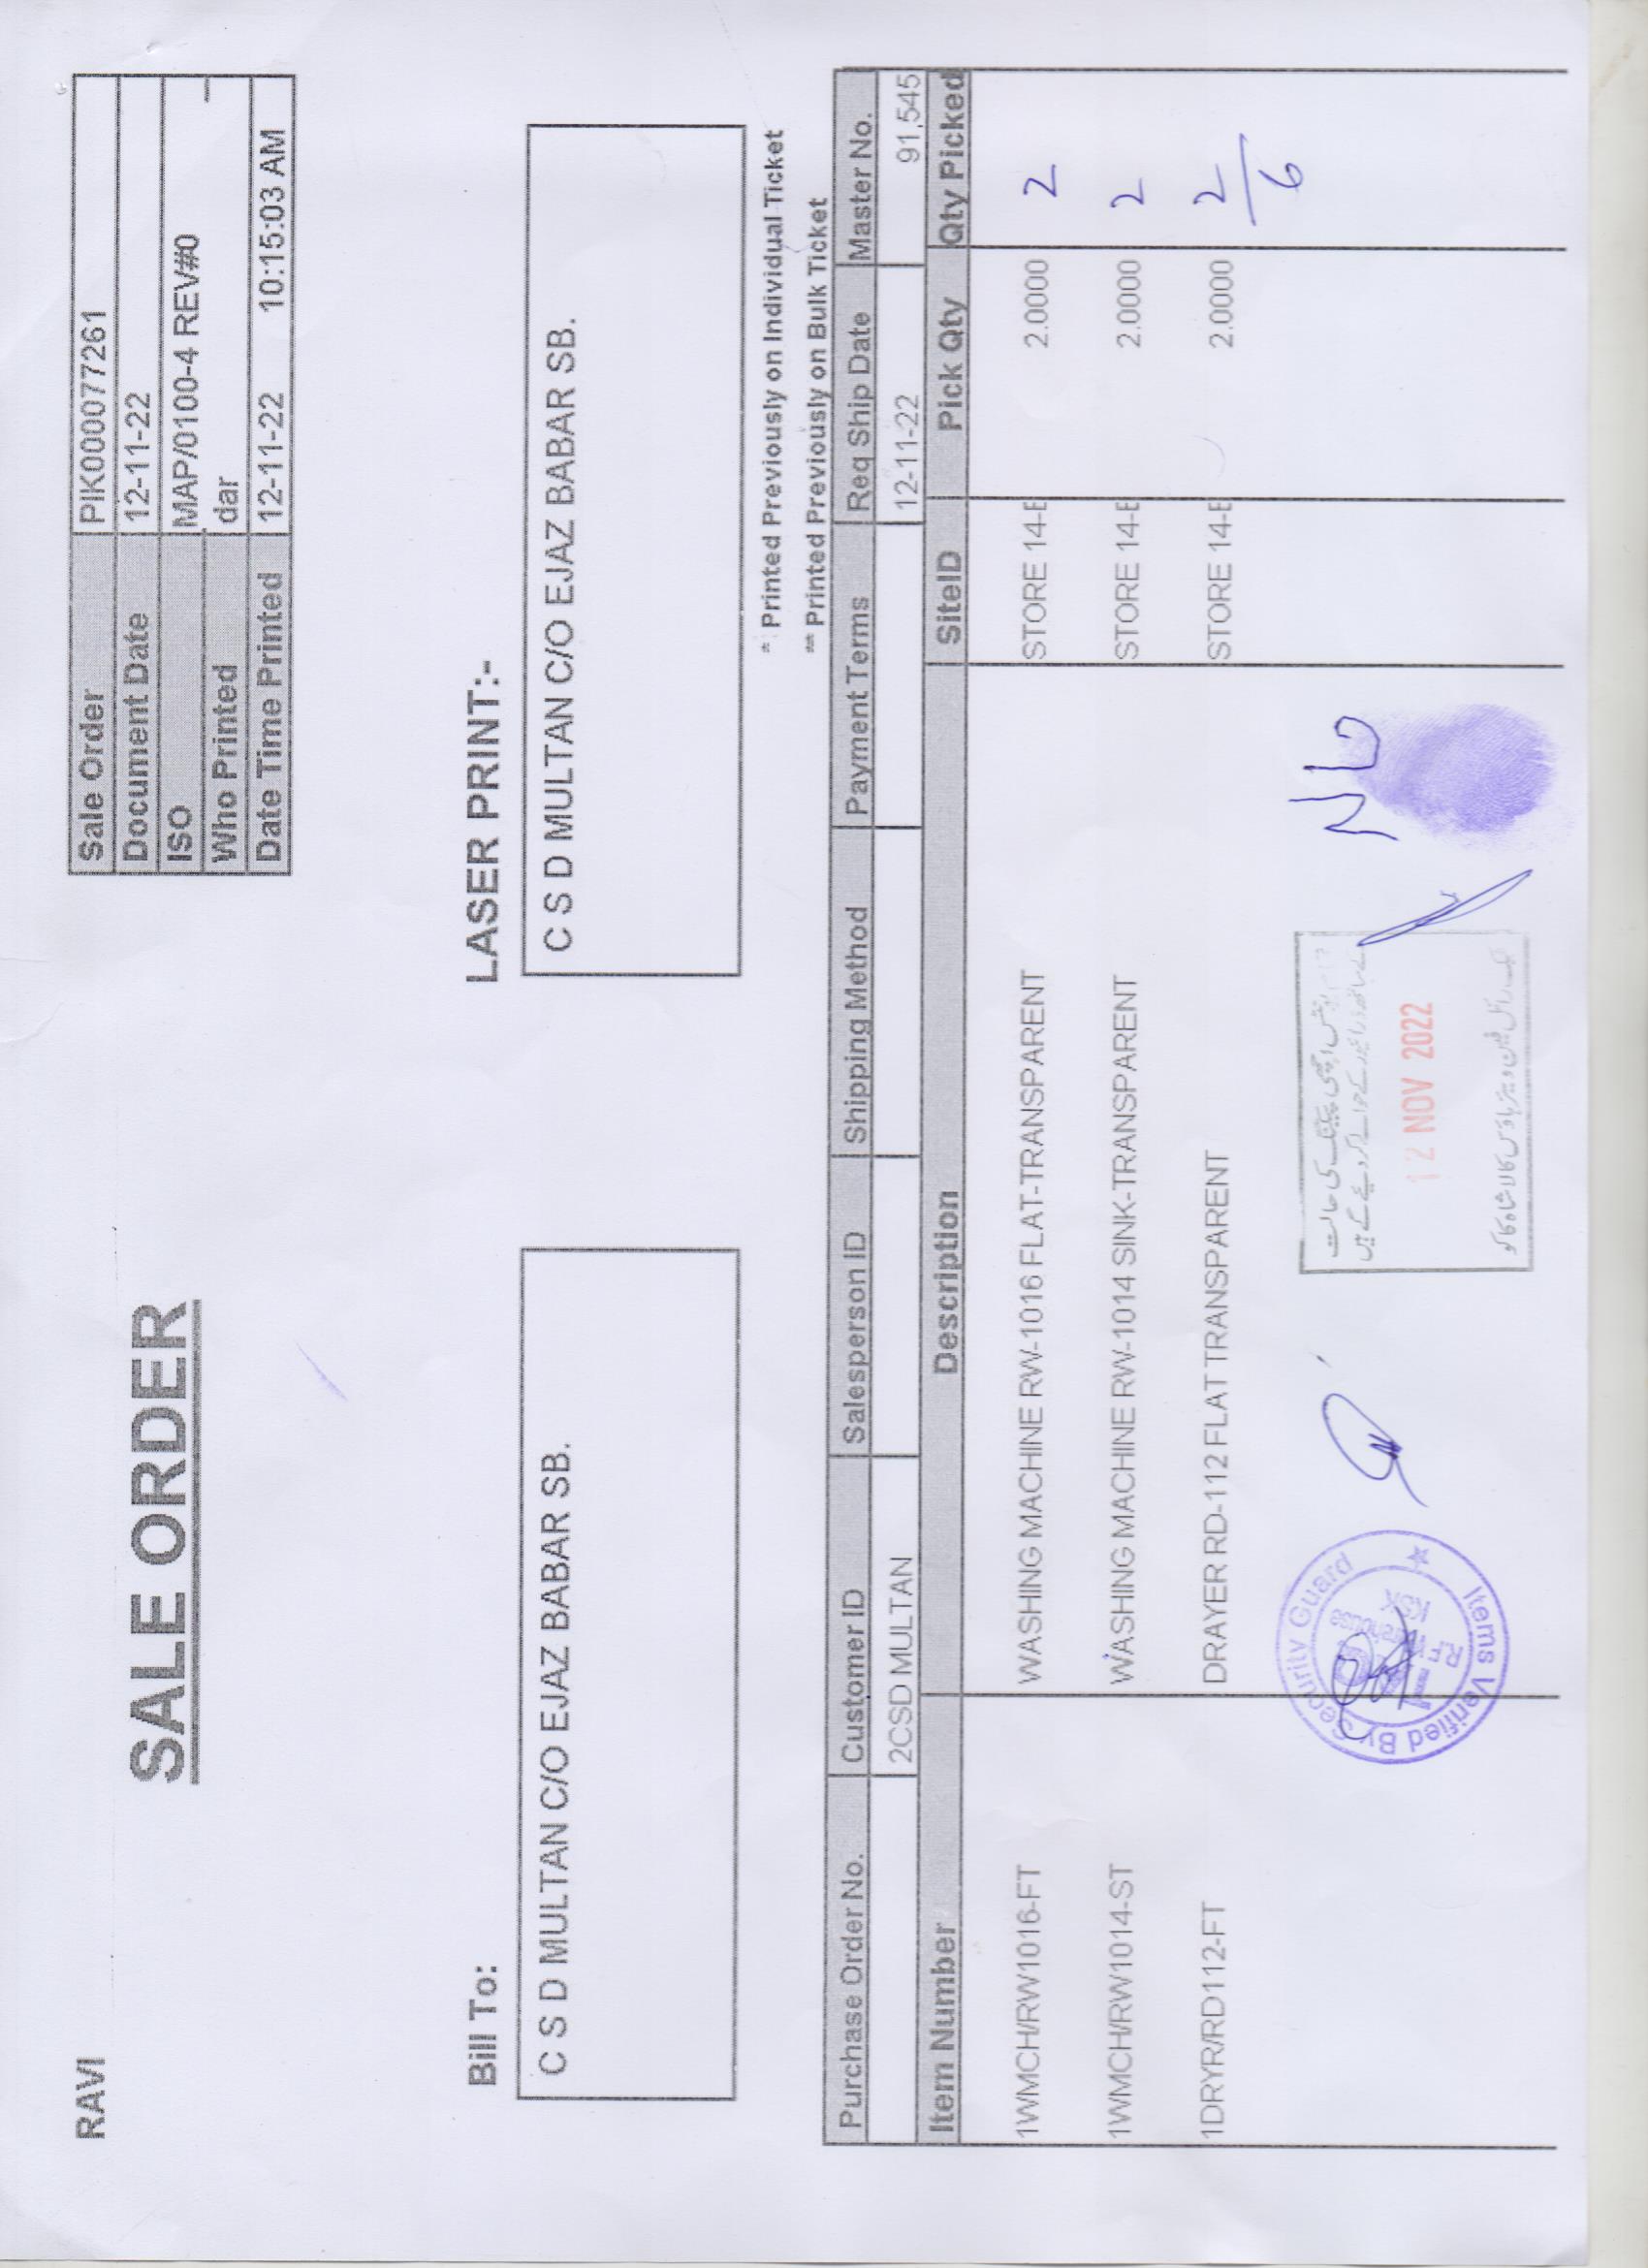 RAVI
SALE ORDER
Sale Order PIK000077261
Document Date 12-11-22
ISO MAP/0100-4 REV#0
Who Printed dar
Date Time Printed 12-11-22 10:15:03 AM
Bill To:
C S D MULTAN C/O EJAZ BABAR SB.
LASER PRINT:-
C S D MULTAN C/O EJAZ BABAR SB.
* Printed Previously on Individual Ticket
** Printed Previously on Bulk Ticket
Purchase Order No. Customer ID Salesperson ID Shipping Method Payment Terms Req Ship Date Master No.
2CSD MULTAN 12-11-22 91,545
Item Number Description SiteID Pick Qty Qty Picked
1WMCH/RW1016-FT WASHING MACHINE RW-1016 FLAT-TRANSPARENT STORE 14-E 2.0000 2
1WMCH/RW1014-ST WASHING MACHINE RW-1014 SINK-TRANSPARENT STORE 14-E 2.0000 2
1DRYR/RD112-FT DRAYER RD-112 FLAT TRANSPARENT STORE 14-E 2.0000 2
6
Items Verified By Security Guard
R.F Warehouse
KSK
یونٹس اچھی پیکنگ کی حالت
کے ساتھ ڈرائیور کے حوالے کر دیئے گے ہیں
12 NOV 2022
رائل فین ویئر ہاؤس کالا شاہ کاکو